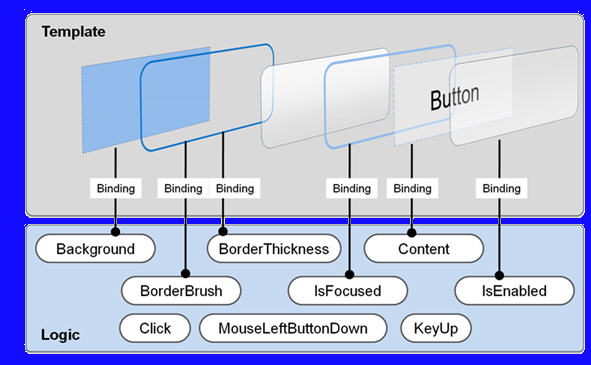 Template
Button
Binding
Binding
Binding
Binding
Binding
Binding
Background
BorderThickness
Content
BorderBrush
IsFocused
IsEnabled
Click
MouseLeftButtonDown
KeyUp
Logic